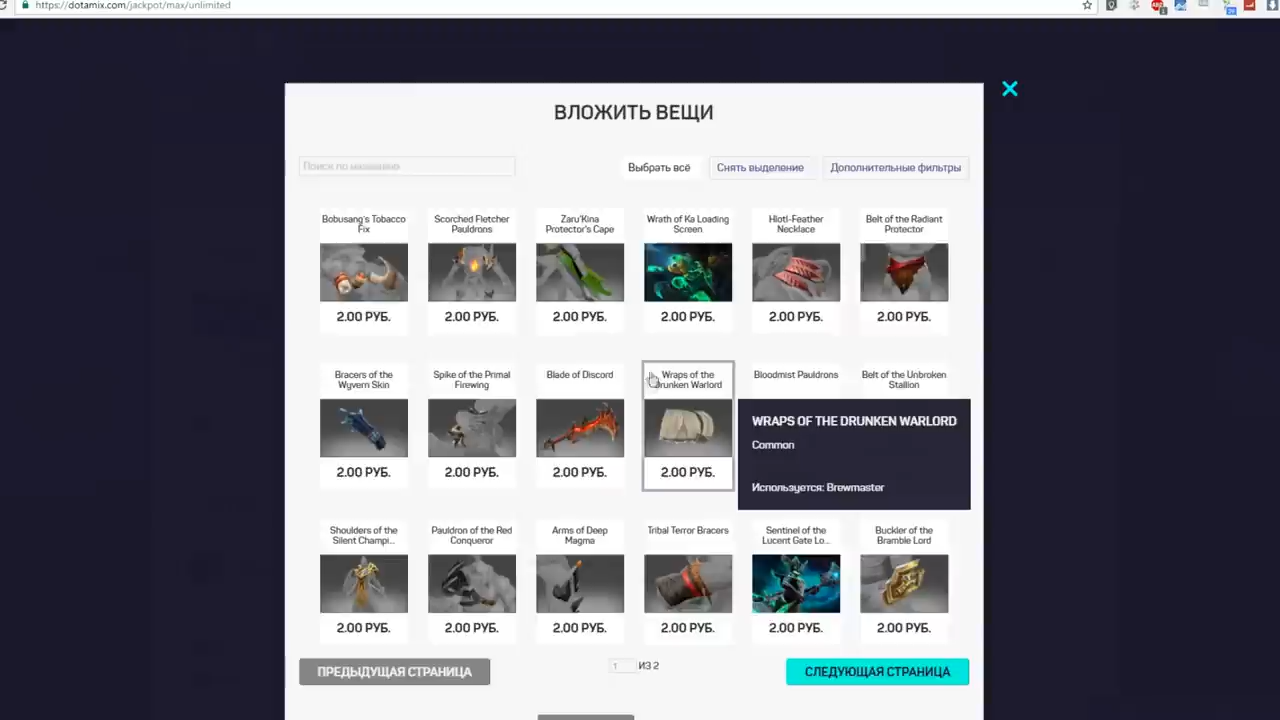 https://dotamix.com/jackpot/max/unlimited
ВЛОЖИТЬ ВЕЩИ
Поиск по названию
Выбрать всё
Снять выделение
Дополнительные фильтры
Bobusang's Tobacco
Fix
Scorched Fletcher
Pauldrons
Zaru'Kina
Protector's Cape
Wrath of Ka Loading
Screen
Hlotl-Feather
Necklace
Belt of the Radiant
Protector
2.00 РУБ.
2.00 РУБ.
2.00 РУБ.
2.00 РУБ.
2.00 РУБ.
2.00 РУБ.
Bracers of the
Wyvern Skin
Spike of the Primal
Firewing
Blade of Discord
Wraps of the
Drunken Warlord
Bloodmist Pauldrons
Belt of the Unbroken
Stallion
2.00 РУБ.
2.00 РУБ.
2.00 РУБ.
2.00 РУБ.
WRAPS OF THE DRUNKEN WARLORD
Common
Используется: Brewmaster
Shoulders of the
Silent Champi...
Pauldron of the Red
Conqueror
Arms of Deep
Magma
Tribal Terror Bracers
Sentinel of the
Lucent Gate Lo...
Buckler of the
Bramble Lord
2.00 РУБ.
2.00 РУБ.
2.00 РУБ.
2.00 РУБ.
2.00 РУБ.
2.00 РУБ.
ПРЕДЫДУЩАЯ СТРАНИЦА
1 ИЗ 2
СЛЕДУЮЩАЯ СТРАНИЦА